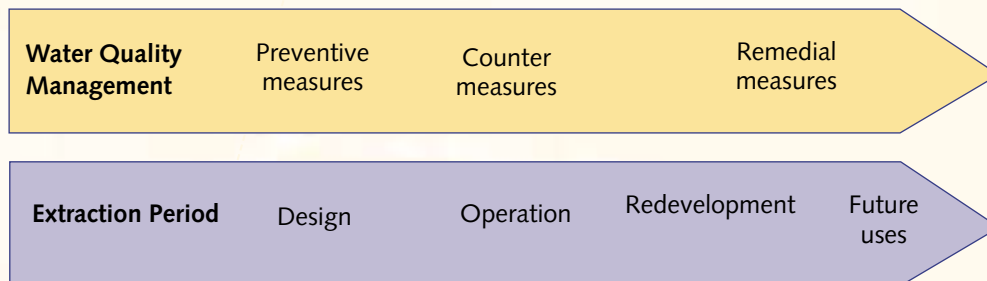 Water Quality
Management
Preventive
measures
Counter
measures
Remedial
measures
Extraction Period
Design
Operation
Redevelopment
Future
uses